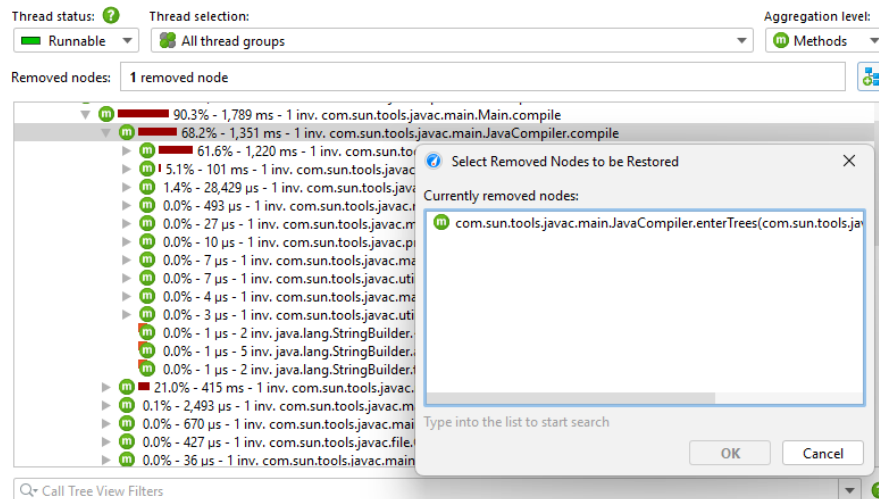 Thread status:
Thread selection:
Aggregation level:
Runnable
All thread groups
Methods
Removed nodes:
1 removed node
90.3% - 1,789 ms - 1 inv. com.sun.tools.javac.main.Main.compile
68.2% - 1,351 ms - 1 inv. com.sun.tools.javac.main.JavaCompiler.compile
61.6% - 1,220 ms - 1 inv. com.sun.to
5.1% - 101 ms - 1 inv. com.sun.tools.javac
1.4% - 28,429 µs - 1 inv. com.sun.tools.java
0.0% - 493 µs - 1 inv. com.sun.tools.javac.
0.0% - 27 µs - 1 inv. com.sun.tools.javac.m
0.0% - 10 µs - 1 inv. com.sun.tools.javac.p
0.0% - 7 µs - 1 inv. com.sun.tools.javac.ma
0.0% - 7 µs - 1 inv. com.sun.tools.javac.uti
0.0% - 4 µs - 1 inv. com.sun.tools.javac.ma
0.0% - 3 µs - 1 inv. com.sun.tools.javac.uti
0.0% - 1 µs - 2 inv. java.lang.StringBuilder.
0.0% - 1 µs - 5 inv. java.lang.StringBuilder.
0.0% - 1 µs - 2 inv. java.lang.StringBuilder.
21.0% - 415 ms - 1 inv. com.sun.tools.javac.
0.1% - 2,493 µs - 1 inv. com.sun.tools.javac.m
0.0% - 670 µs - 1 inv. com.sun.tools.javac.mai
0.0% - 427 µs - 1 inv. com.sun.tools.javac.file.
0.0% - 36 µs - 1 inv. com.sun.tools.javac.main
Select Removed Nodes to be Restored
Currently removed nodes:
com.sun.tools.javac.main.JavaCompiler.enterTrees(com.sun.tools.jav
Type into the list to start search
OK
Cancel
Call Tree View Filters